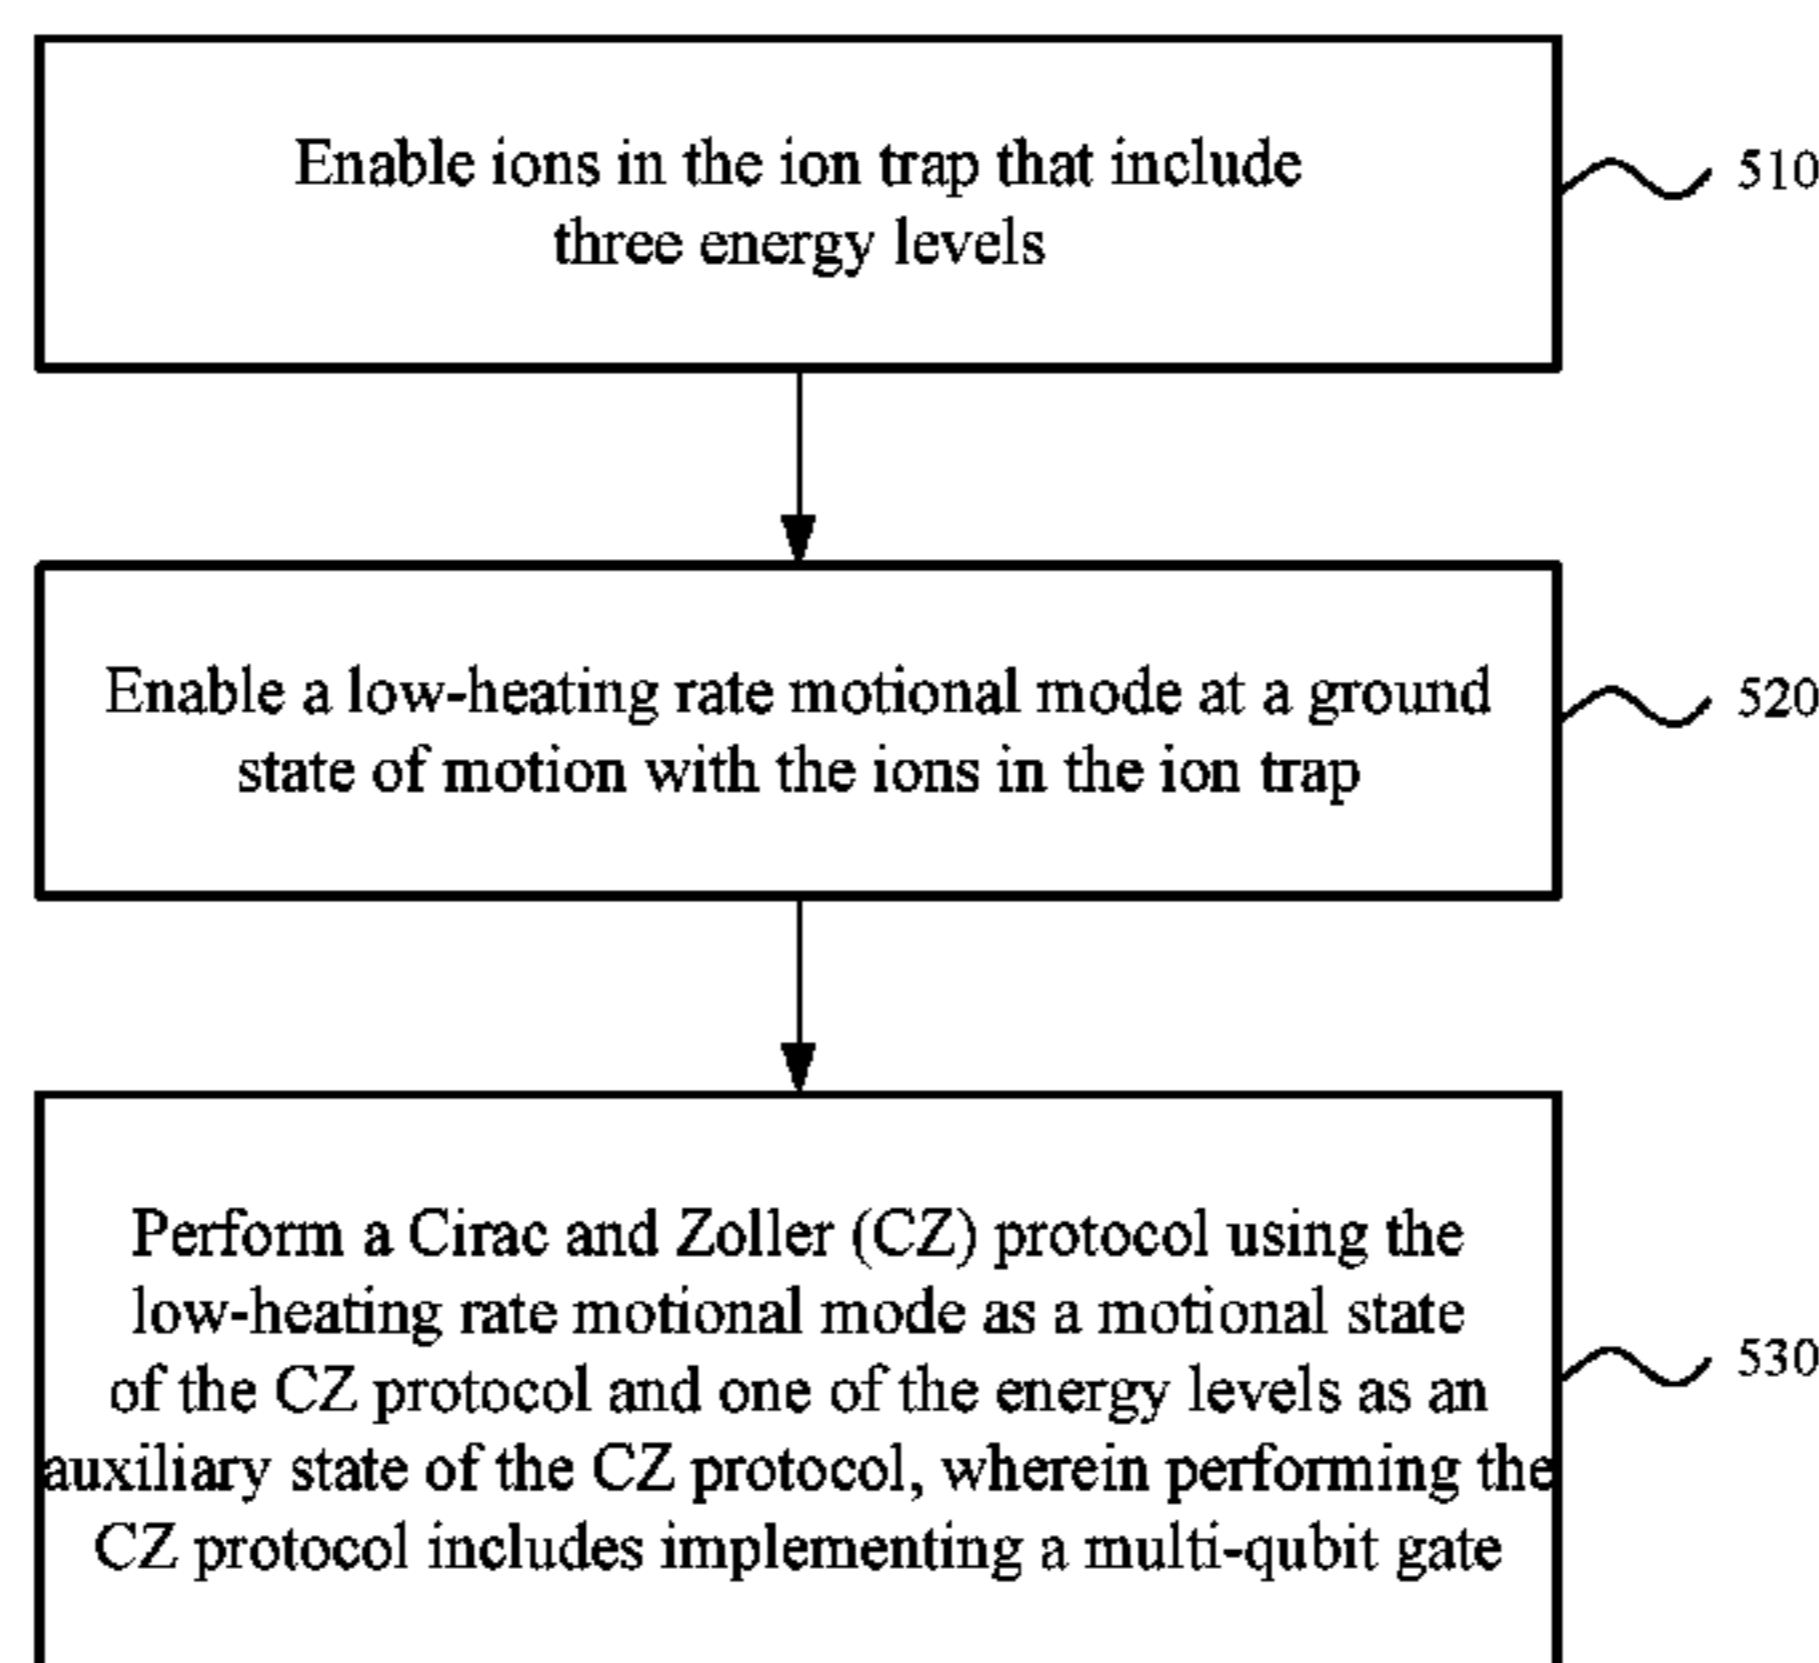 Enable ions in the ion trap that include
three energy levels
510
Enable a low-heating rate motional mode at a ground
state of motion with the ions in the ion trap
520
Perform a Cirac and Zoller (CZ) protocol using the
low-heating rate motional mode as a motional state
of the CZ protocol and one of the energy levels as an
auxiliary state of the CZ protocol, wherein performing the
CZ protocol includes implementing a multi-qubit gate
530